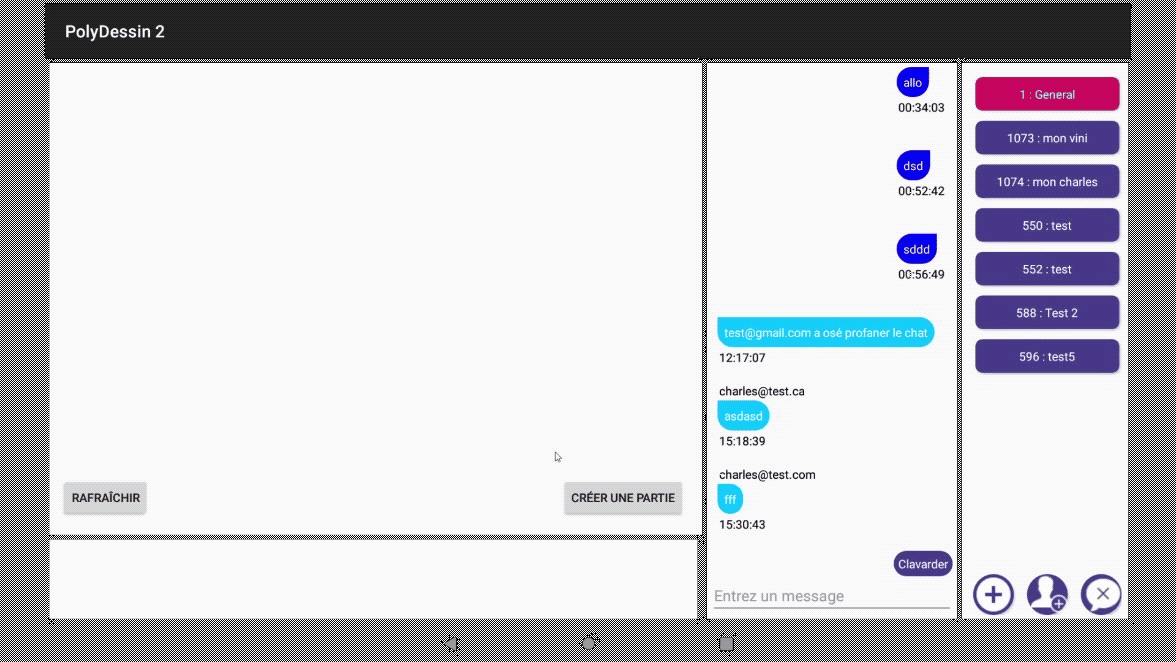 PolyDessin 2
RAFRAÎCHIR
CRÉER UNE PARTIE
allo
00:34:03
dsd
00:52:42
sddd
00:56:49
test@gmail.com a osé profaner le chat
12:17:07
charles@test.ca
asdasd
15:18:39
charles@test.com
fff
15:30:43
Clavarder
Entrez un message
1 : General
1073 : mon vini
1074 : mon charles
550 : test
552 : test
588 : Test 2
596 : test5